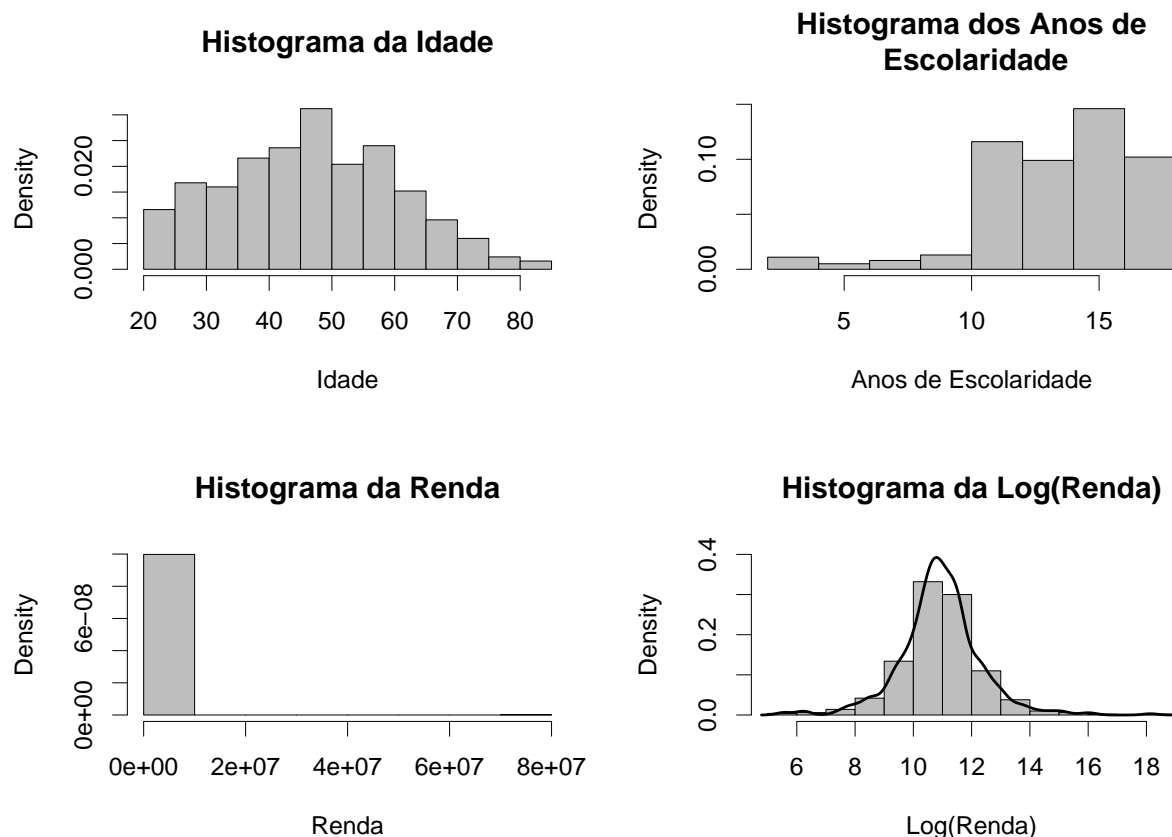 Histograma da Idade
Density
0.000
0.020
20 30 40 50 60 70 80
Idade
Histograma dos Anos de
Escolaridade
Density
0.00
0.10
5 10 15
Anos de Escolaridade
Histograma da Renda
Density
0e+00
6e−08
0e+00 2e+07 4e+07 6e+07 8e+07
Renda
Histograma da Log(Renda)
Density
0.0
0.2
0.4
6 8 10 12 14 16 18
Log(Renda)